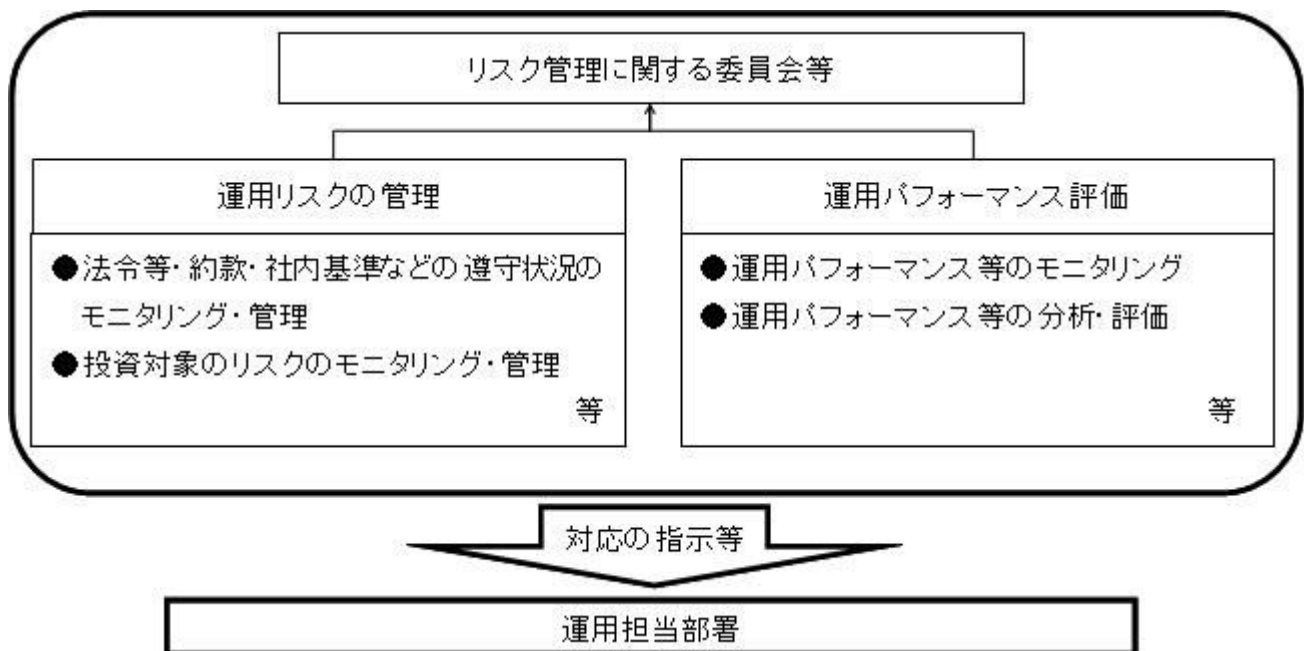 リスク管理に関する委員会等
運用リスクの管理
●法令等・約款・社内基準などの遵守状況の
モニタリング・管理
●投資対象のリスクのモニタリング・管理
等
運用パフォーマンス評価
●運用パフォーマンス等のモニタリング
●運用パフォーマンス等の分析・評価
等
対応の指示等
運用担当部署